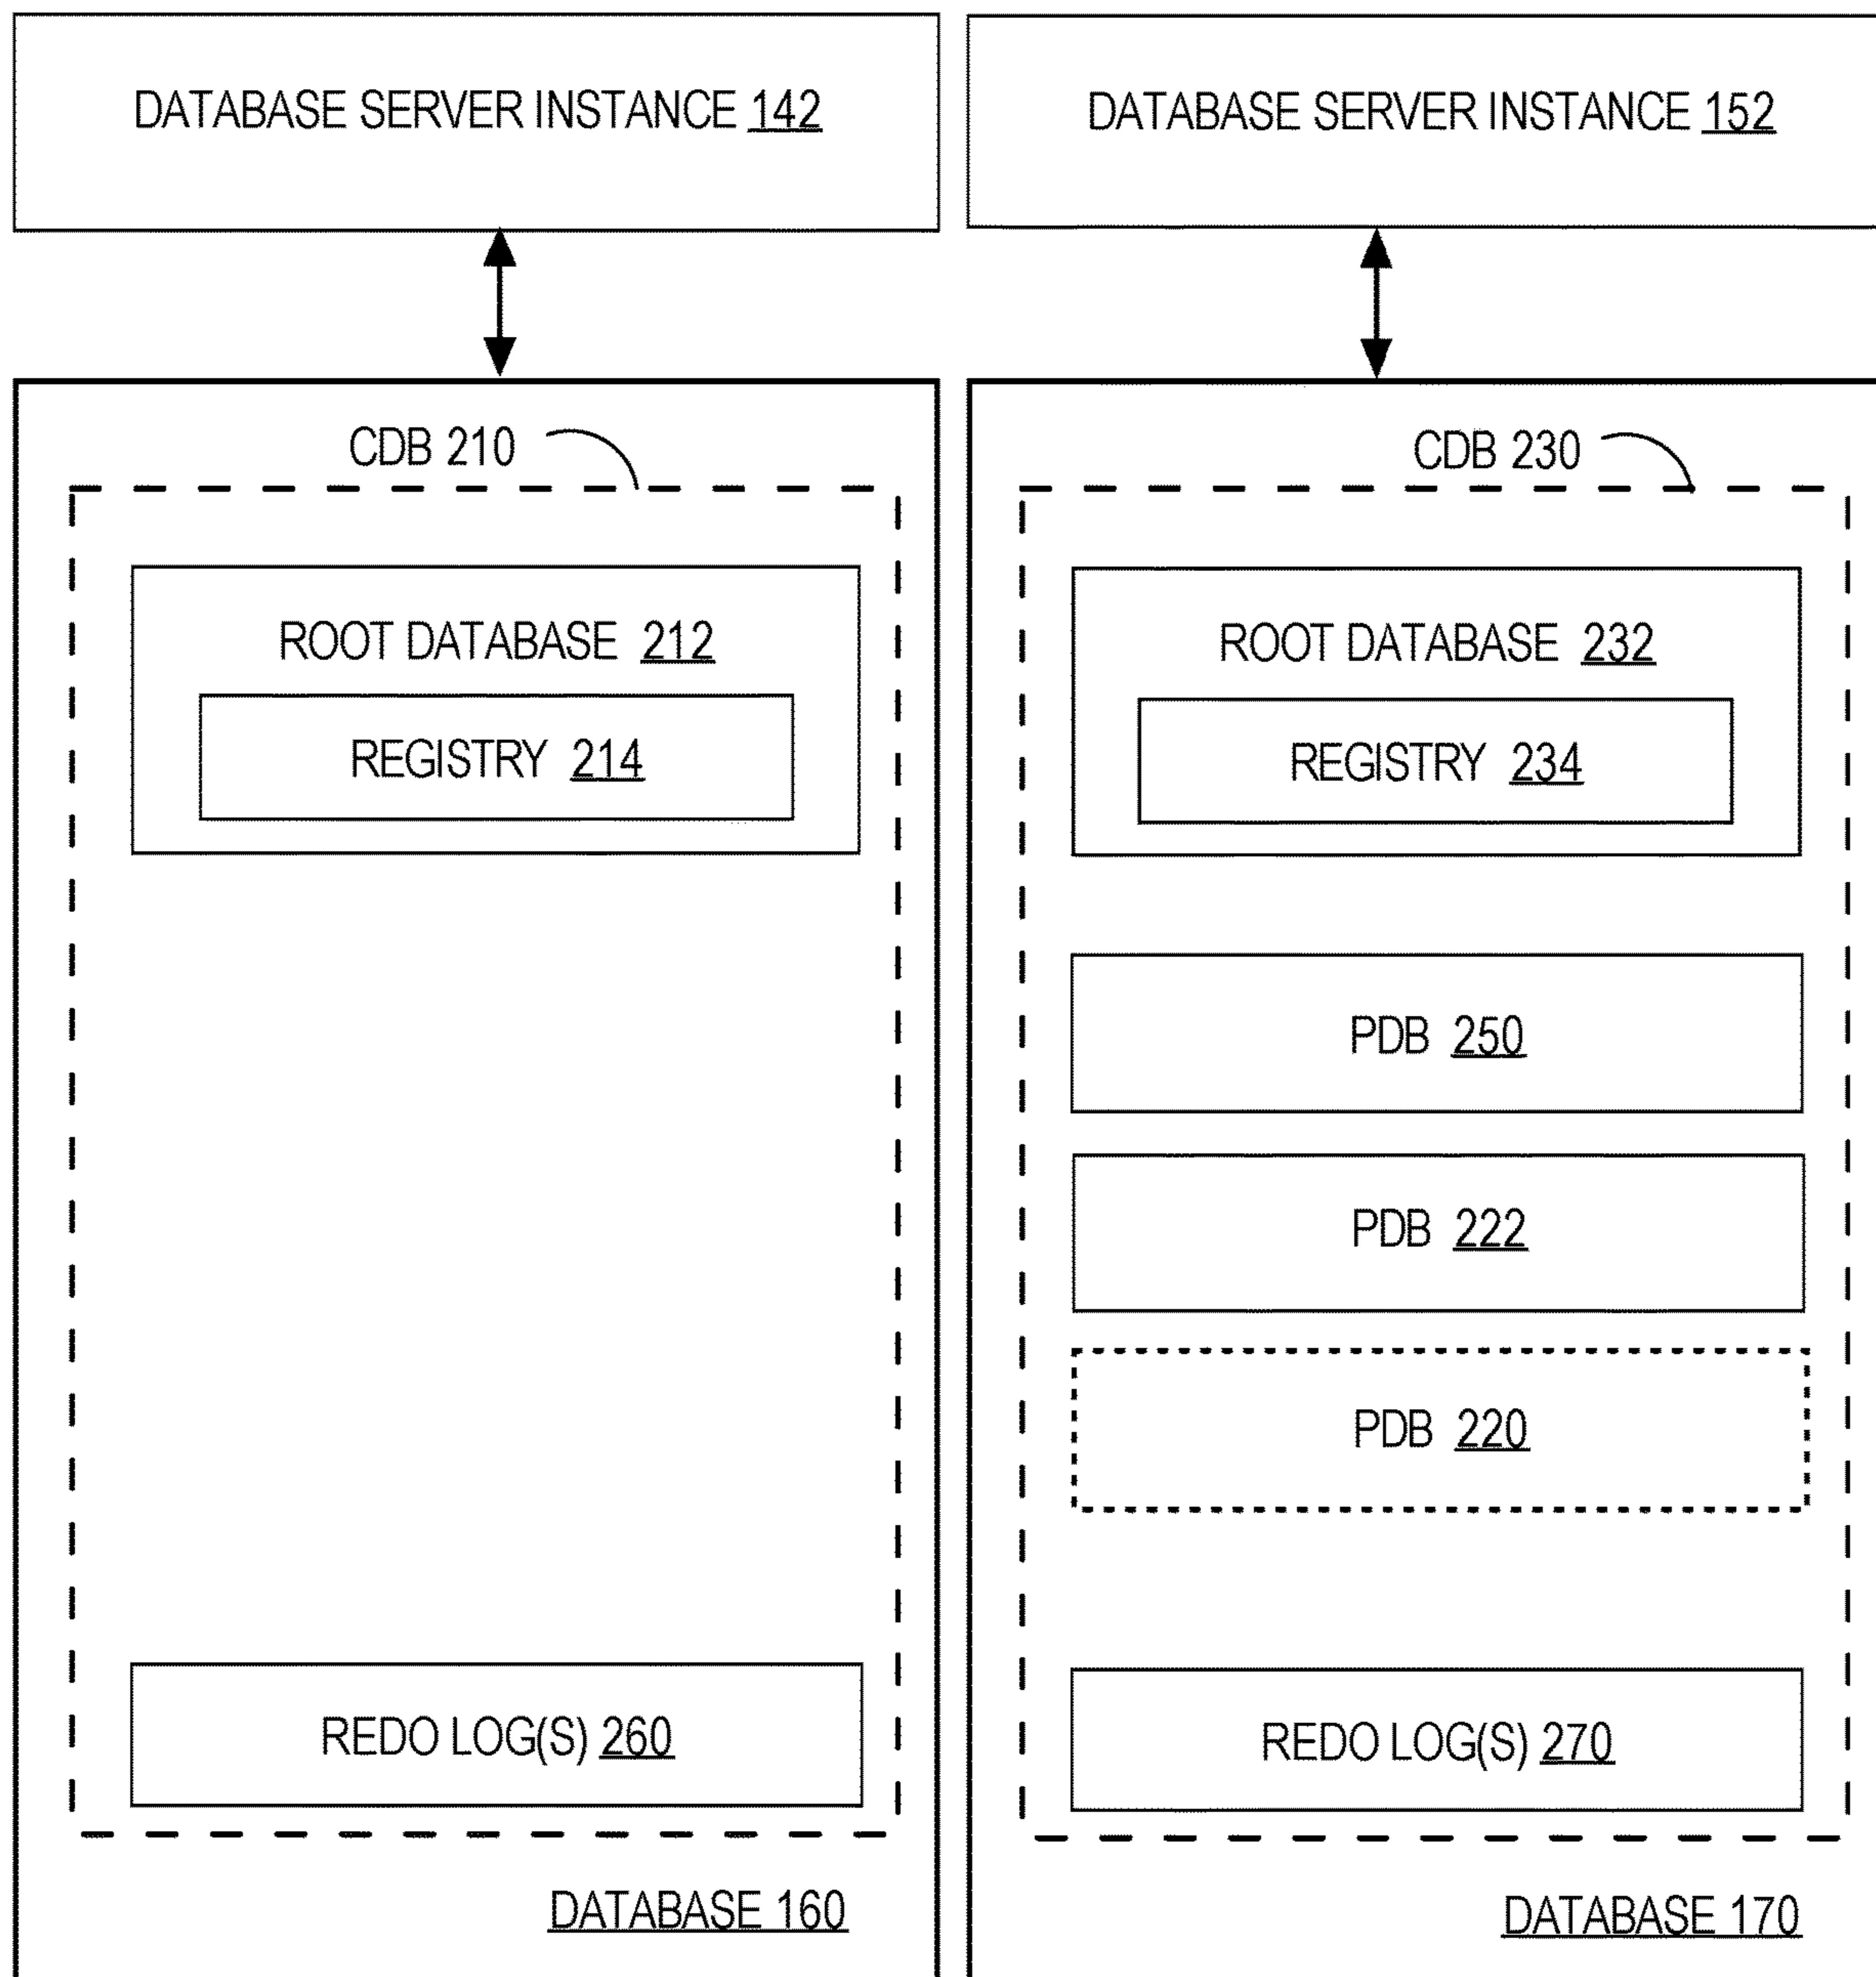 DATABASE SERVER INSTANCE 142
DATABASE SERVER INSTANCE 152
CDB 210
ROOT DATABASE 212
REGISTRY 214
REDO LOG(S) 260
DATABASE 160
CDB 230
ROOT DATABASE 232
REGISTRY 234
PDB 250
PDB 222
PDB 220
REDO LOG(S) 270
DATABASE 170